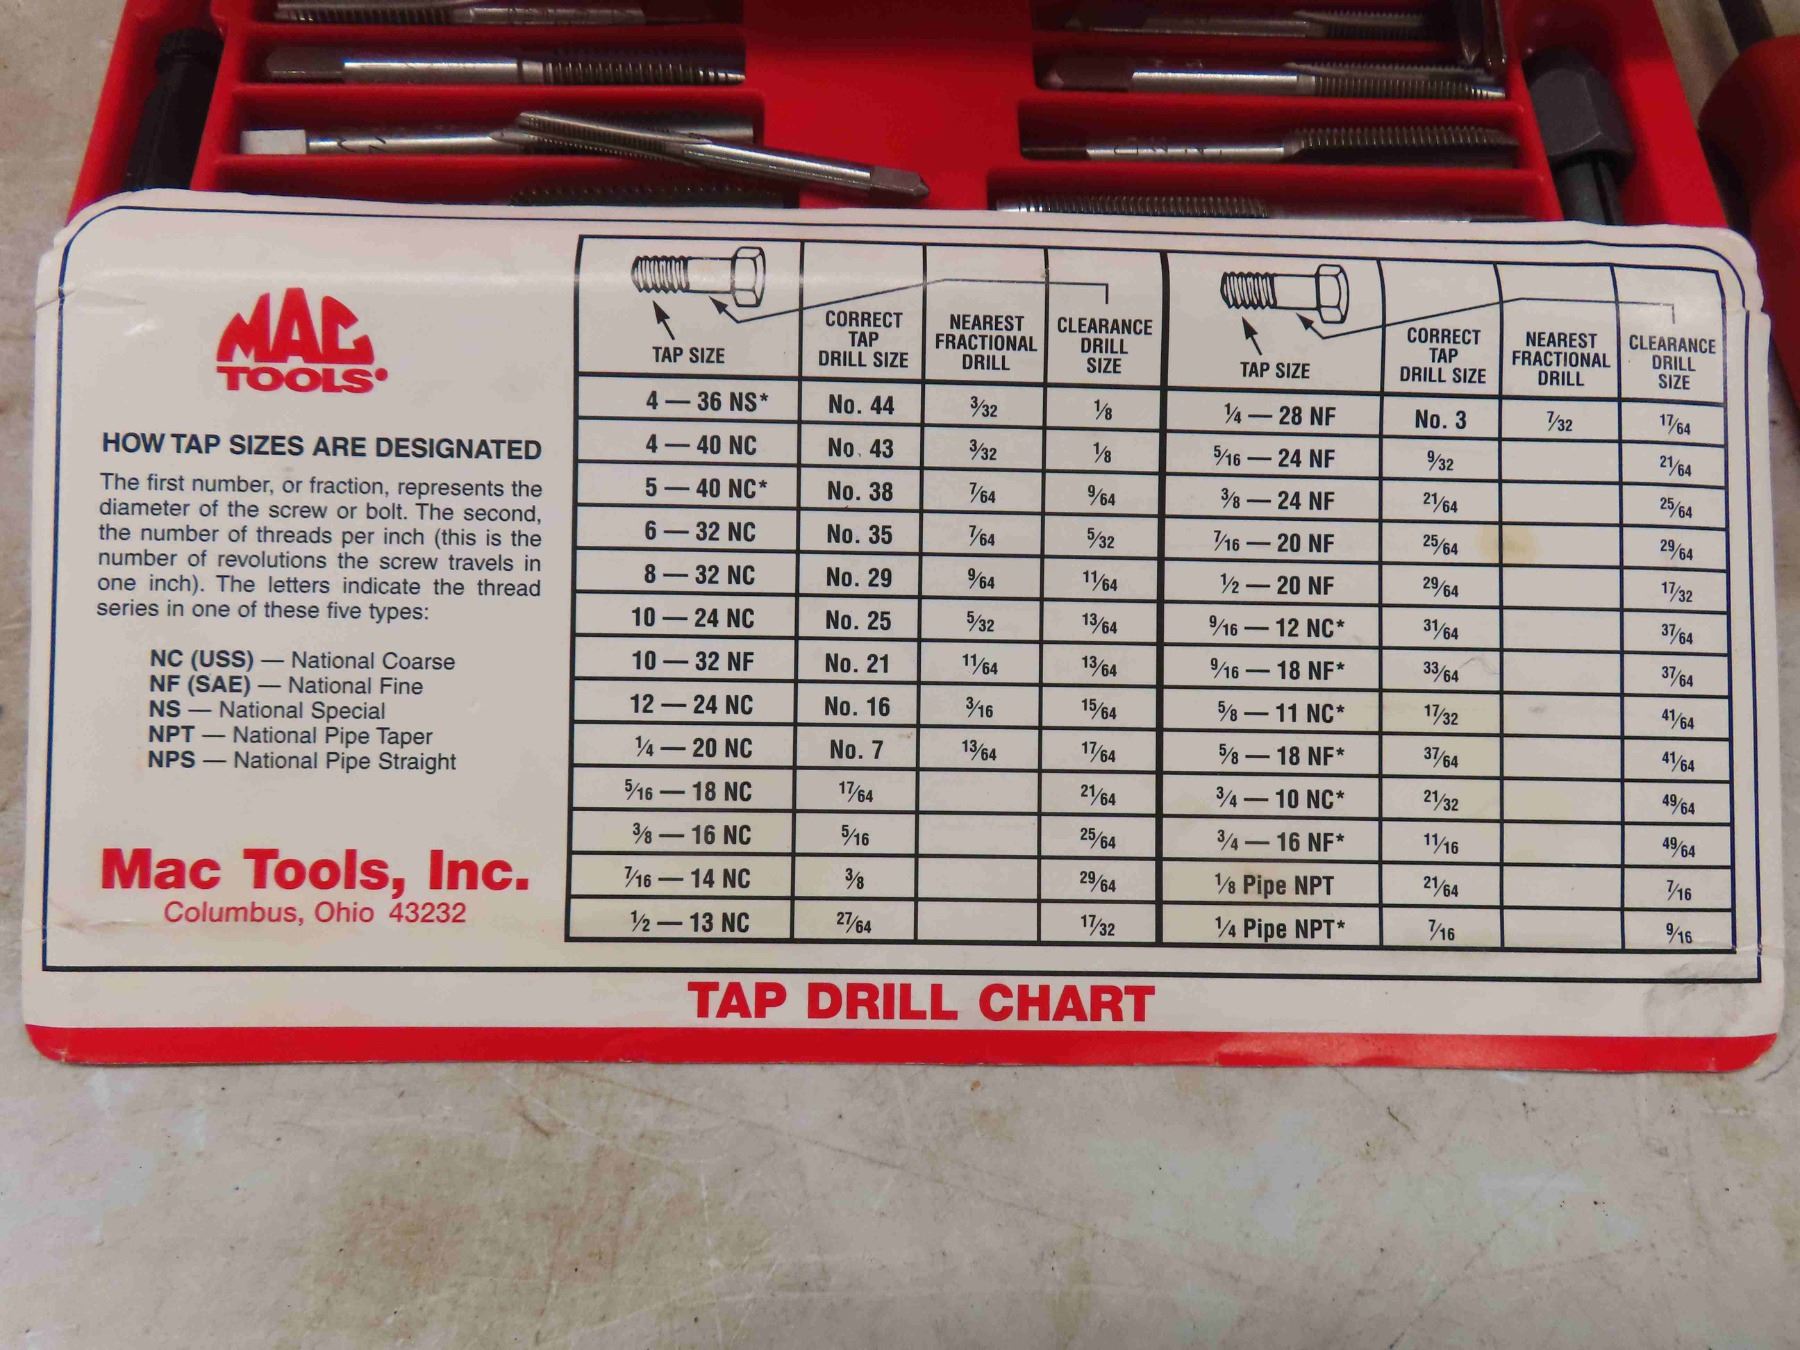 MAC
TOOLS
HOW TAP SIZES ARE DESIGNATED
The first number, or fraction, represents the
diameter of the screw or bolt. The second,
the number of threads per inch (this is the
number of revolutions the screw travels in
one inch). The letters indicate the thread
series in one of these five types:
NC (USS) — National Coarse
NF (SAE) — National Fine
NS — National Special
NPT — National Pipe Taper
NPS — National Pipe Straight
Mac Tools, Inc.
Columbus, Ohio 43232
TAP SIZE CORRECT TAP DRILL SIZE NEAREST FRACTIONAL DRILL CLEARANCE DRILL SIZE
4 — 36 NS* No. 44 3/32 1/8
4 — 40 NC No. 43 3/32 1/8
5 — 40 NC* No. 38 7/64 9/64
6 — 32 NC No. 35 7/64 5/32
8 — 32 NC No. 29 9/64 11/64
10 — 24 NC No. 25 5/32 13/64
10 — 32 NF No. 21 11/64 13/64
12 — 24 NC No. 16 3/16 15/64
1/4 — 20 NC No. 7 13/64 17/64
5/16 — 18 NC 17/64 21/64
3/8 — 16 NC 5/16 25/64
7/16 — 14 NC 3/8 29/64
1/2 — 13 NC 27/64 17/32
TAP SIZE CORRECT TAP DRILL SIZE NEAREST FRACTIONAL DRILL CLEARANCE DRILL SIZE
1/4 — 28 NF No. 3 7/32 17/64
5/16 — 24 NF 9/32 21/64
3/8 — 24 NF 21/64 25/64
7/16 — 20 NF 25/64 29/64
1/2 — 20 NF 29/64 17/32
9/16 — 12 NC* 31/64 37/64
9/16 — 18 NF* 33/64 37/64
5/8 — 11 NC* 17/32 41/64
5/8 — 18 NF* 37/64 41/64
3/4 — 10 NC* 21/32 49/64
3/4 — 16 NF* 11/16 49/64
1/8 Pipe NPT 21/64 7/16
1/4 Pipe NPT* 7/16 9/16
TAP DRILL CHART